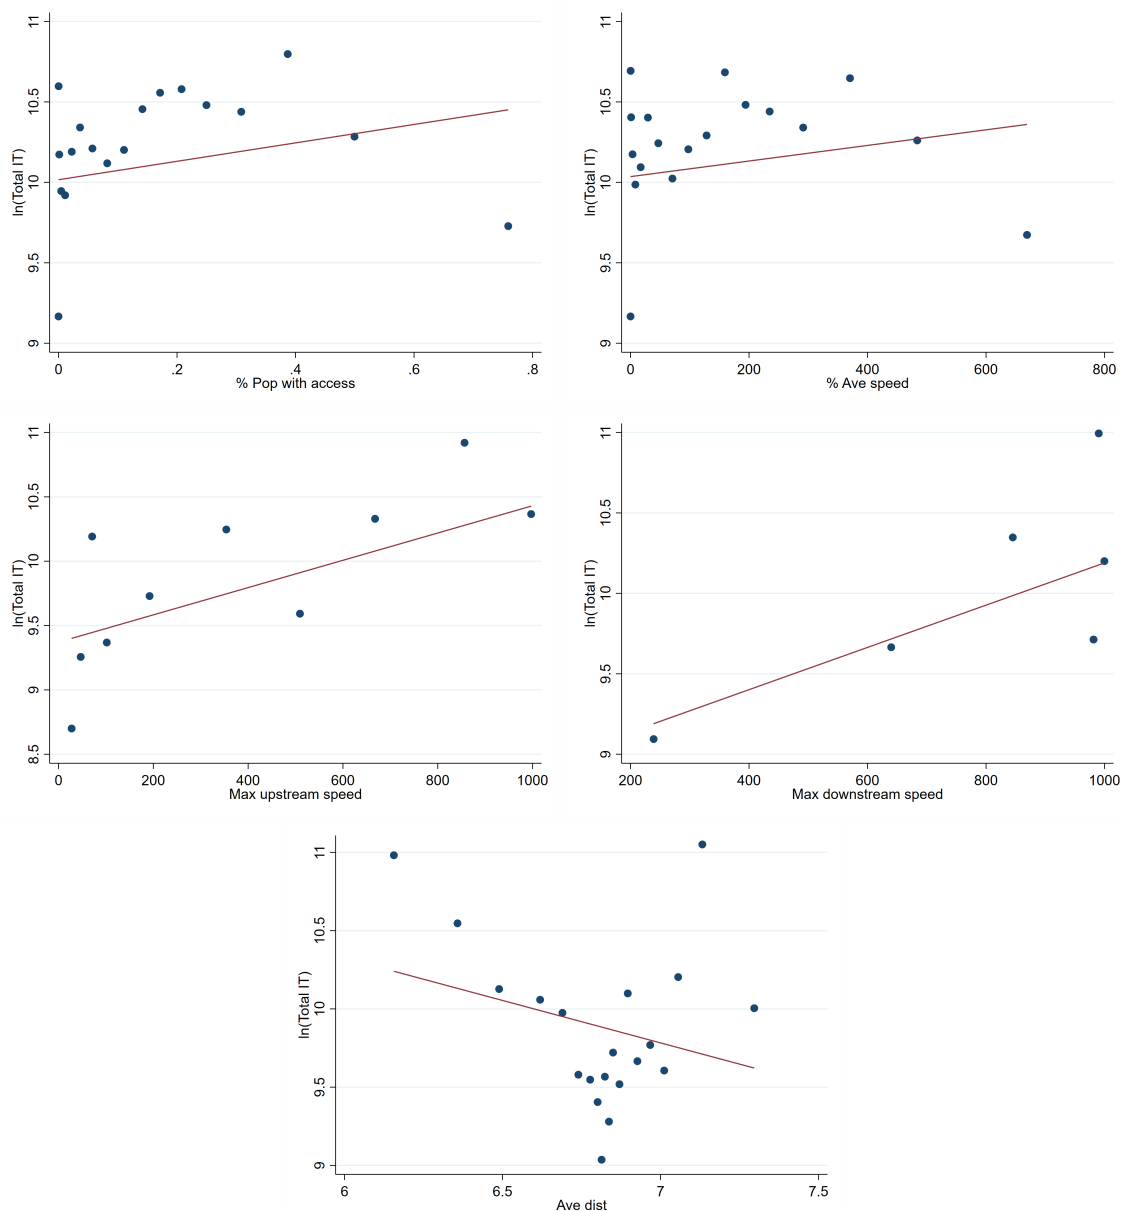 11
10.5
10
9.5
9
ln(Total IT)
0 .2 .4 .6 .8
% Pop with access
11
10.5
10
9.5
9
ln(Total IT)
0 200 400 600 800
% Ave speed
11
10.5
10
9.5
9
8.5
ln(Total IT)
0 200 400 600 800 1000
Max upstream speed
11
10.5
10
9.5
9
ln(Total IT)
200 400 600 800 1000
Max downstream speed
11
10.5
10
9.5
9
ln(Total IT)
6 6.5 7 7.5
Ave dist